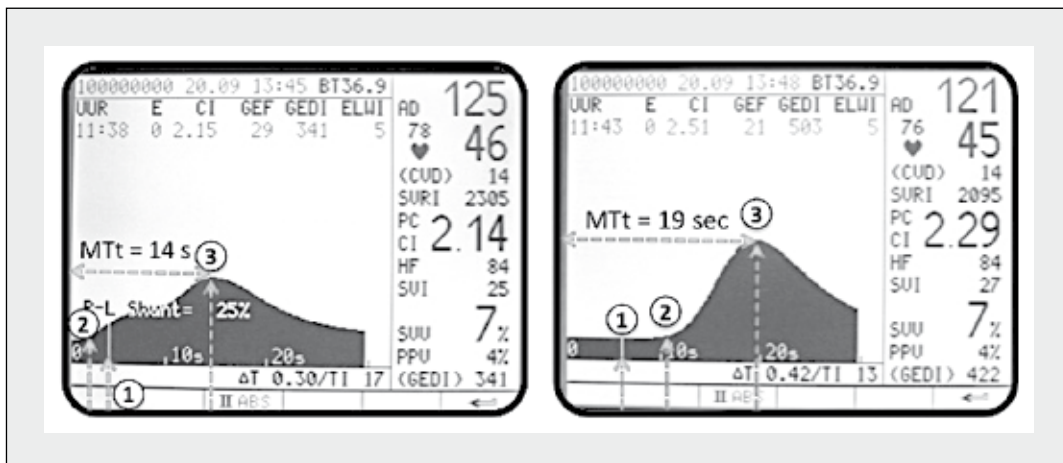 100000000 20.09 13:45 BT36.9
UUR E CI GEF GEDI ELWI
11:38 0 2.15 29 341 5
AD 125
78 46
(CVD) 14
SVRI 2305
PC
CI 2.14
HF 84
SVI 25
SVV 7%
PPV 4%
(GEDI) 341
MTt = 14 s
3
R-L Shunt= 25%
2
0 10s 20s
1
ΔT 0.30/TI 17
II ABS
100000000 20.09 13:48 BT36.9
UUR E CI GEF GEDI ELWI
11:43 0 2.51 21 503 5
AD 121
76 45
(CVD) 14
SVRI 2095
PC
CI 2.29
HF 84
SVI 27
SVV 7%
PPV 4%
(GEDI) 422
MTt = 19 sec
3
1
2
0 10s 20s
ΔT 0.42/TI 13
II ABS